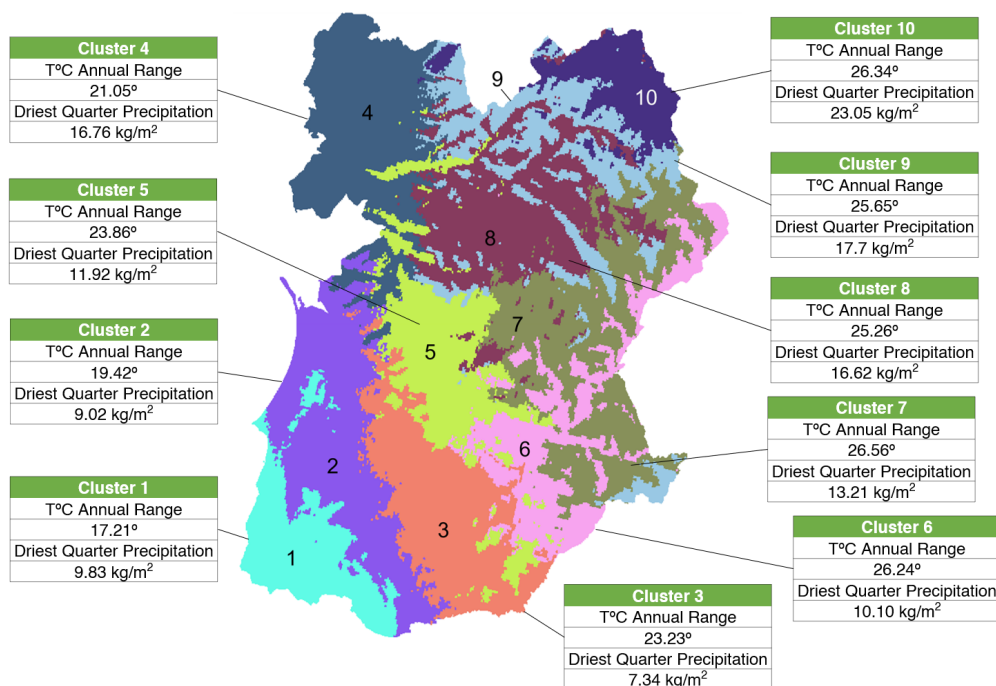 Cluster 4
TºC Annual Range
21.05º
Driest Quarter Precipitation
16.76 kg/m²
Cluster 5
TºC Annual Range
23.86º
Driest Quarter Precipitation
11.92 kg/m²
Cluster 2
TºC Annual Range
19.42º
Driest Quarter Precipitation
9.02 kg/m²
Cluster 1
TºC Annual Range
17.21º
Driest Quarter Precipitation
9.83 kg/m²
4
9
10
8
7
5
6
2
3
1
Cluster 10
TºC Annual Range
26.34º
Driest Quarter Precipitation
23.05 kg/m²
Cluster 9
TºC Annual Range
25.65º
Driest Quarter Precipitation
17.7 kg/m²
Cluster 8
TºC Annual Range
25.26º
Driest Quarter Precipitation
16.62 kg/m²
Cluster 7
TºC Annual Range
26.56º
Driest Quarter Precipitation
13.21 kg/m²
Cluster 6
TºC Annual Range
26.24º
Driest Quarter Precipitation
10.10 kg/m²
Cluster 3
TºC Annual Range
23.23º
Driest Quarter Precipitation
7.34 kg/m²